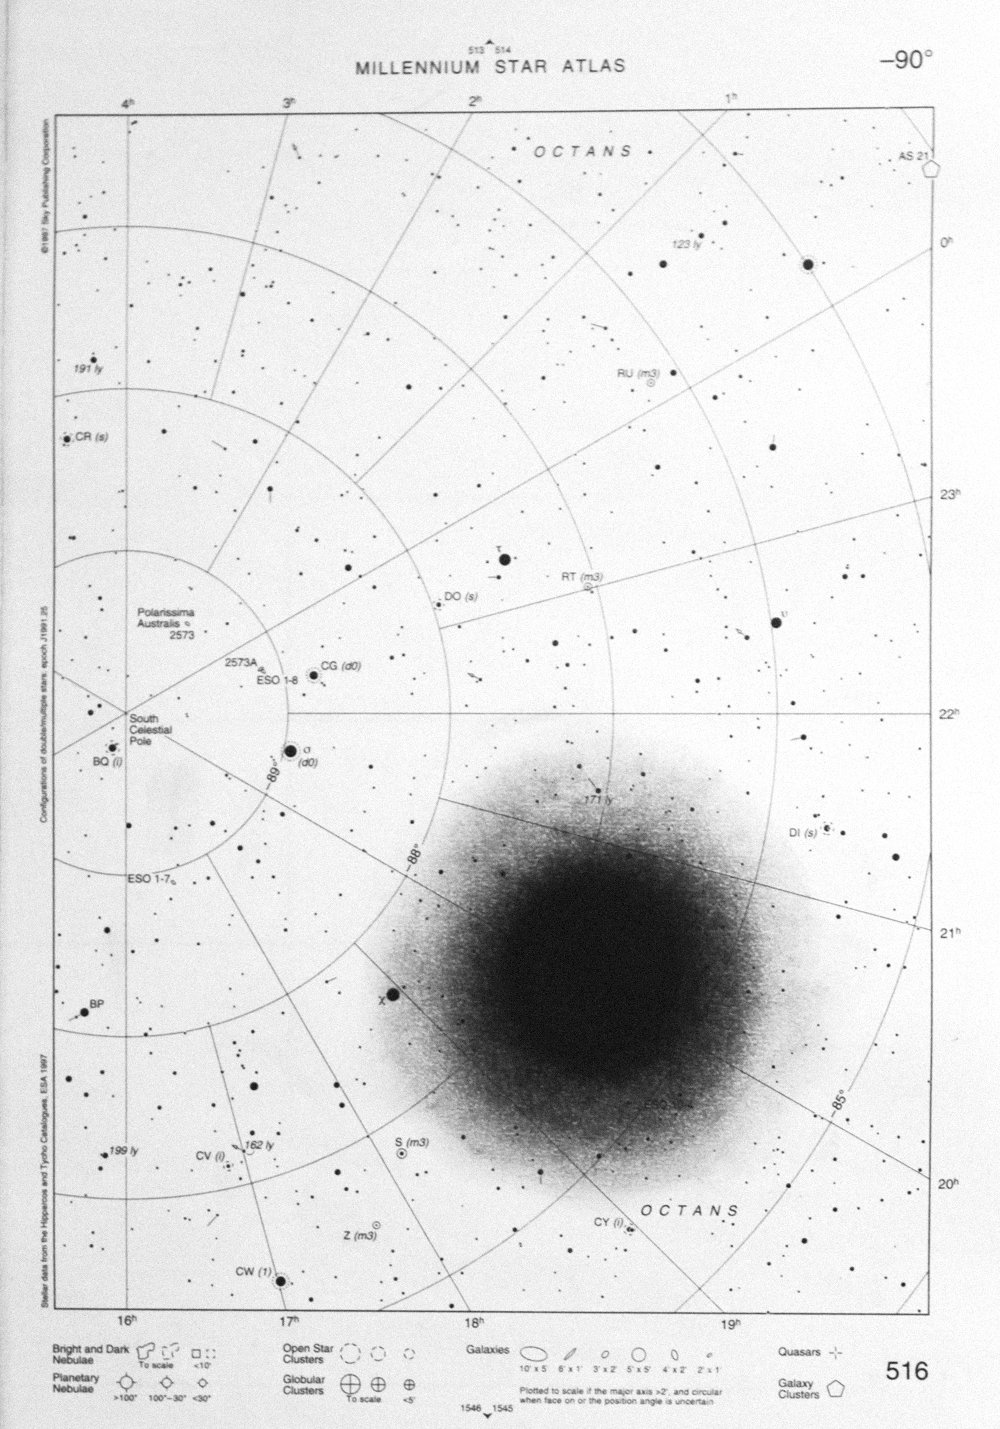 513 514
MILLENNIUM STAR ATLAS
–90°
4h 3h 2h 1h
©1997 Sky Publishing Corporation
OCTANS
AS 21
123 ly
0h
191 ly
RU (m3)
CR (s)
23h
τ
RT (m3)
DO (s)
Configurations of double/multiple stars: epoch J1991.25
Polarissima
Australis
2573
υ
2573A
ESO 1-8
CG (d0)
22h
South
Celestial
Pole
σ
(d0)
BQ (i)
–89°
171 ly
DI (s)
–88°
ESO 1-7
21h
χ
BP
Stellar data from the Hipparcos and Tycho Catalogues, ESA 1997
–85°
199 ly
CV (i)
162 ly
S (m3)
20h
OCTANS
Z (m3)
CY (i)
CW (1)
16h 17h 18h 19h
Bright and Dark
Nebulae
To scale <10'
Planetary
Nebulae
>100" 100"–30" <30"
Open Star
Clusters
Globular
Clusters
To scale <5'
Galaxies
10' x 5' 6' x 1' 3' x 2' 5' x 5' 4' x 2' 2' x 1'
Plotted to scale if the major axis >2', and circular
when face on or the position angle is uncertain
Quasars
Galaxy
Clusters
516
1546 1545